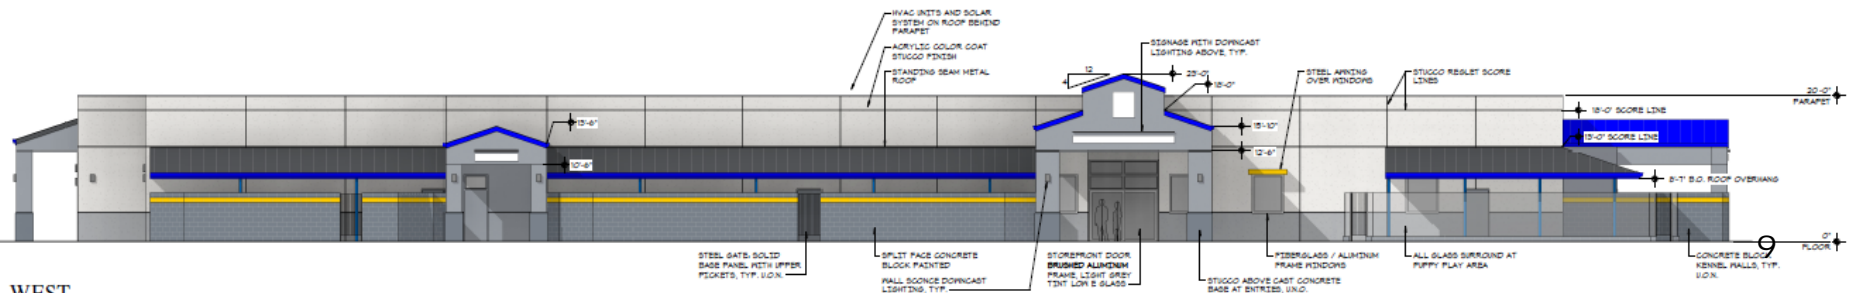 HVAC UNITS AND SOLAR
SYSTEM ON ROOF BEHIND
PARAPET
ACRYLIC COLOR COAT
STUCCO FINISH
STANDING SEAM METAL
ROOF
SIGNAGE WITH DOWNCAST
LIGHTING ABOVE, TYP.
12
4
23'-0"
18'-0"
STEEL AWNING
OVER WINDOWS
STUCCO REGLET SCORE
LINES
20'-0"
PARAPET
18'-0" SCORE LINE
13'-0" SCORE LINE
13'-6"
10'-6"
15'-10"
12'-6"
8'-7" B.O. ROOF OVERHANG
0"
FLOOR
9
STEEL GATE: SOLID
BASE PANEL WITH UPPER
PICKETS, TYP. U.O.N.
SPLIT FACE CONCRETE
BLOCK PAINTED
WALL SCONCE DOWNCAST
LIGHTING, TYP.
STOREFRONT DOOR
BRUSHED ALUMINUM
FRAME, LIGHT GREY
TINT LOW E GLASS
STUCCO ABOVE CAST CONCRETE
BASE AT ENTRIES, U.N.O.
FIBERGLASS / ALUMINUM
FRAME WINDOWS
ALL GLASS SURROUND AT
PUPPY PLAY AREA
CONCRETE BLOCK
KENNEL WALLS, TYP.
U.O.N.
WEST